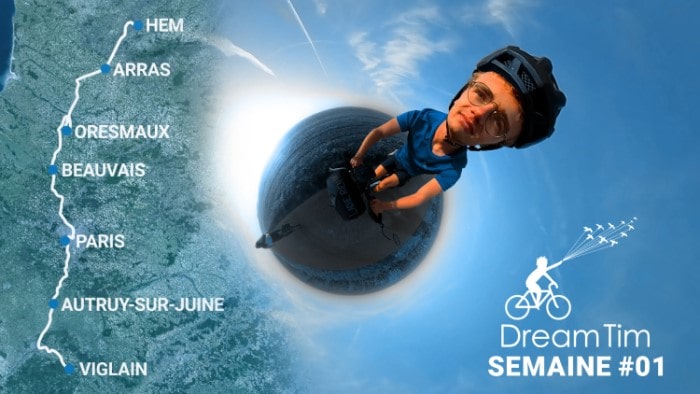 HEM
ARRAS
ORESMAUX
BEAUVAIS
PARIS
AUTRUY-SUR-JUINE
VIGLAIN
DreamTim
SEMAINE #01